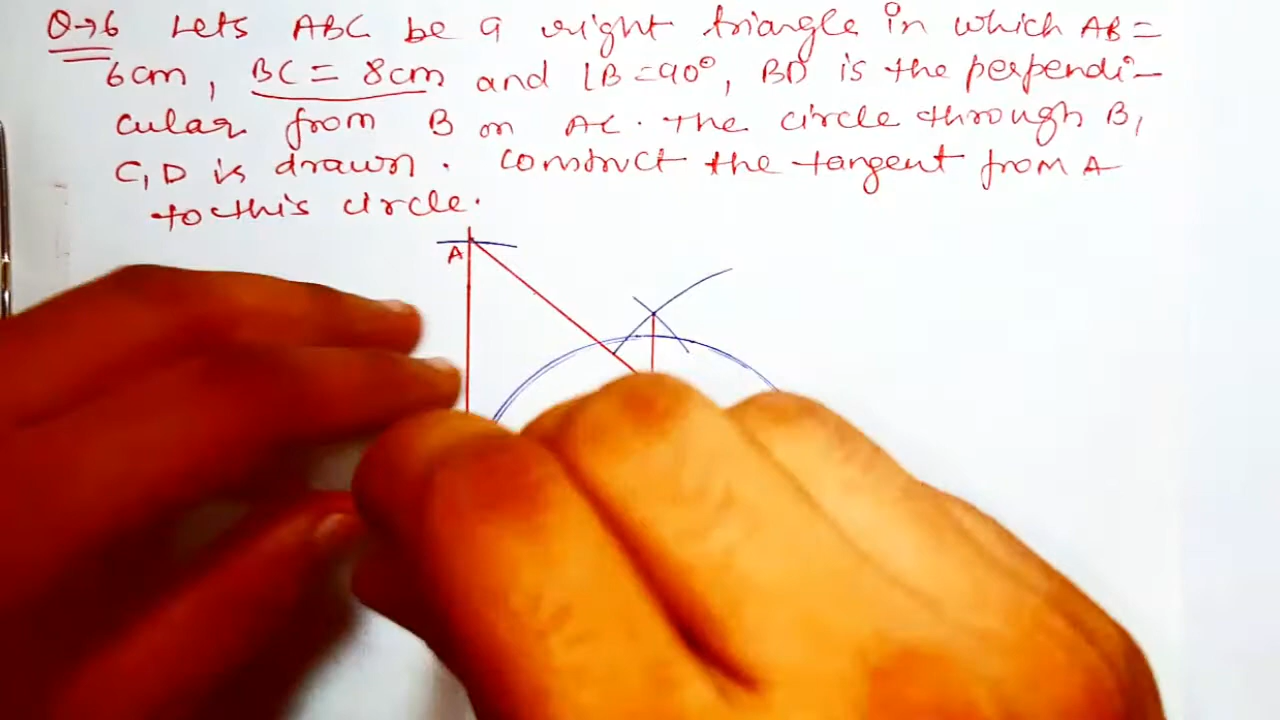 Q→6 Lets ABC be a right triangle in which AB=
6cm, BC = 8cm and ∠B=90°, BD is the perpendi-
cular from B on AC. The circle through B,
C,D is drawn. construct the tangent from A
to this circle.
A